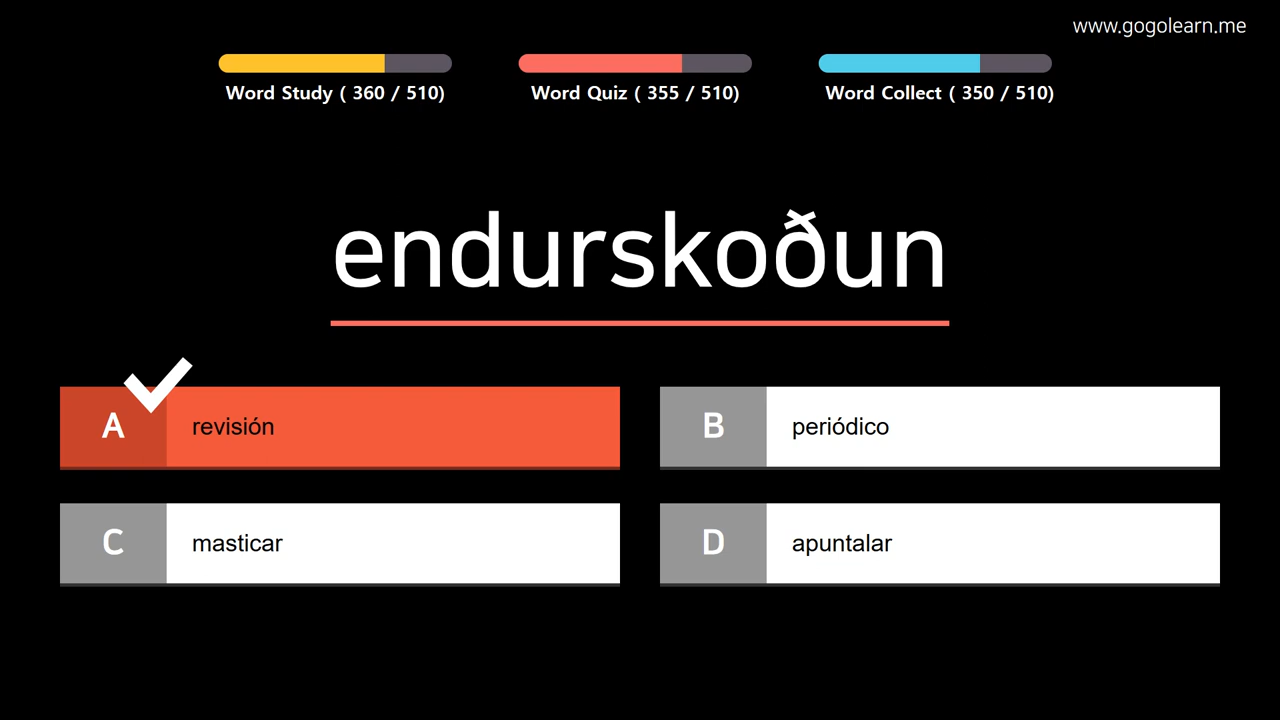 www.gogolearn.me
Word Study ( 360 / 510)
Word Quiz ( 355 / 510)
Word Collect ( 350 / 510)
endurskoðun
A revisión
B periódico
C masticar
D apuntalar